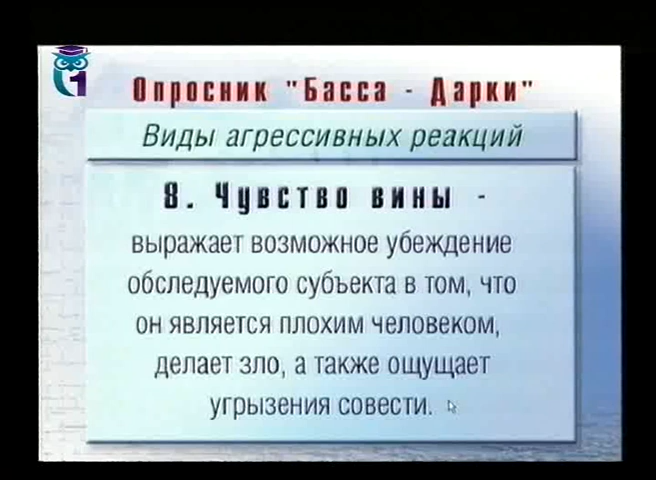 1
Опросник "Басса - Дарки"
Виды агрессивных реакций
8. Чувство вины -
выражает возможное убеждение
обследуемого субъекта в том, что
он является плохим человеком,
делает зло, а также ощущает
угрызения совести.